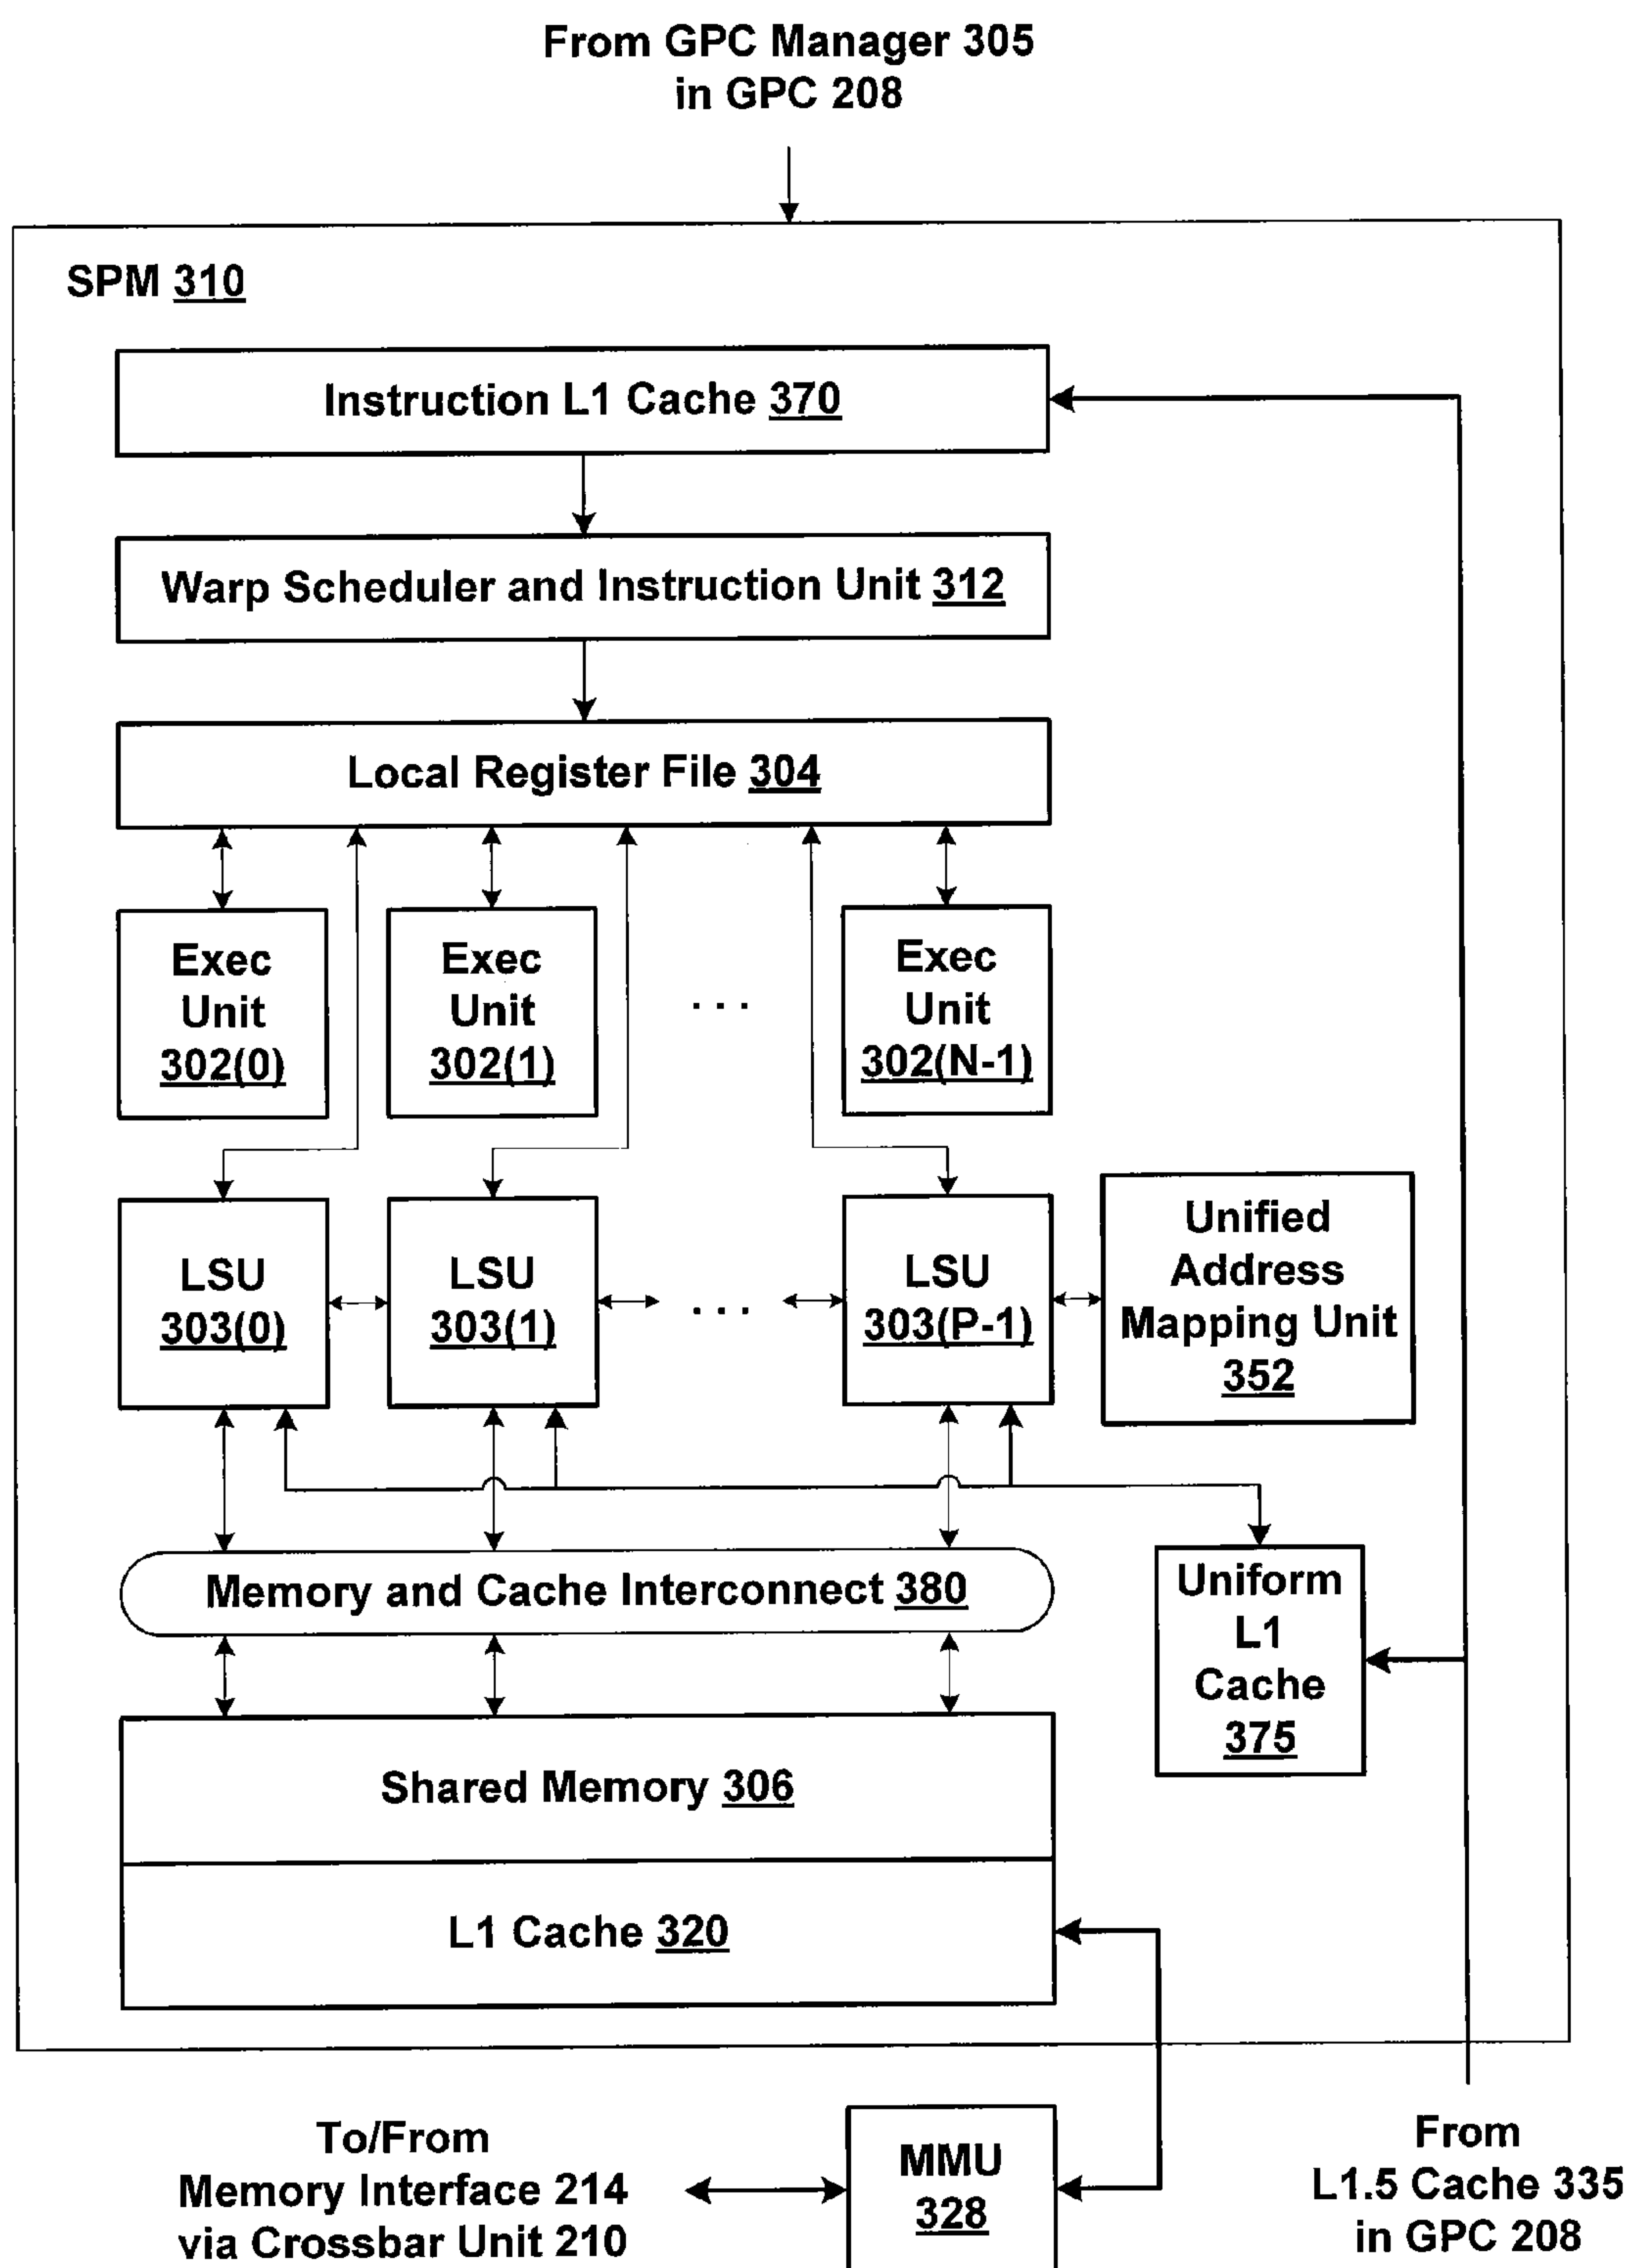 From GPC Manager 305
in GPC 208
SPM 310
Instruction L1 Cache 370
Warp Scheduler and Instruction Unit 312
Local Register File 304
Exec
Unit
302(0)
Exec
Unit
302(1)
. . .
Exec
Unit
302(N-1)
LSU
303(0)
LSU
303(1)
. . .
LSU
303(P-1)
Unified
Address
Mapping Unit
352
Memory and Cache Interconnect 380
Uniform
L1
Cache
375
Shared Memory 306
L1 Cache 320
To/From
Memory Interface 214
via Crossbar Unit 210
MMU
328
From
L1.5 Cache 335
in GPC 208